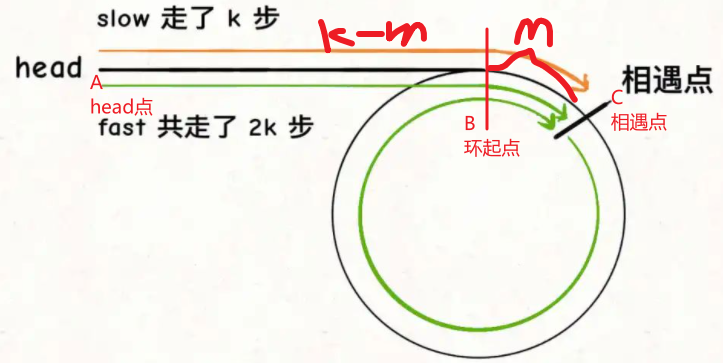 slow 走了 k 步
k-m
m
head
A
head点
相遇点
C
相遇点
fast 共走了 2k 步
B
环起点